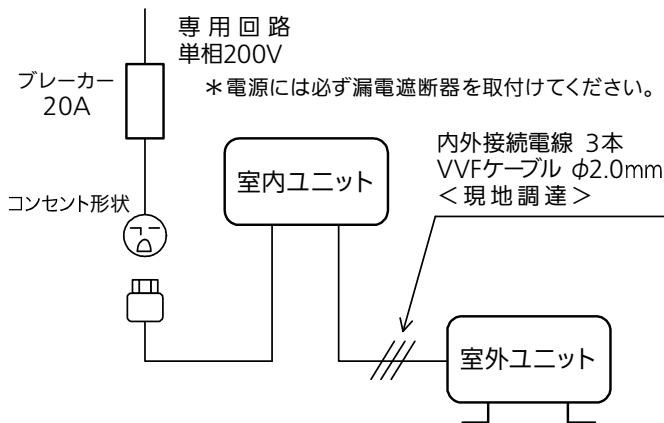 専用回路
単相200V
ブレーカー
20A
＊電源には必ず漏電遮断器を取付けてください。
内外接続電線 3本
VVFケーブル φ2.0mm
＜現地調達＞
室内ユニット
コンセント形状
室外ユニット